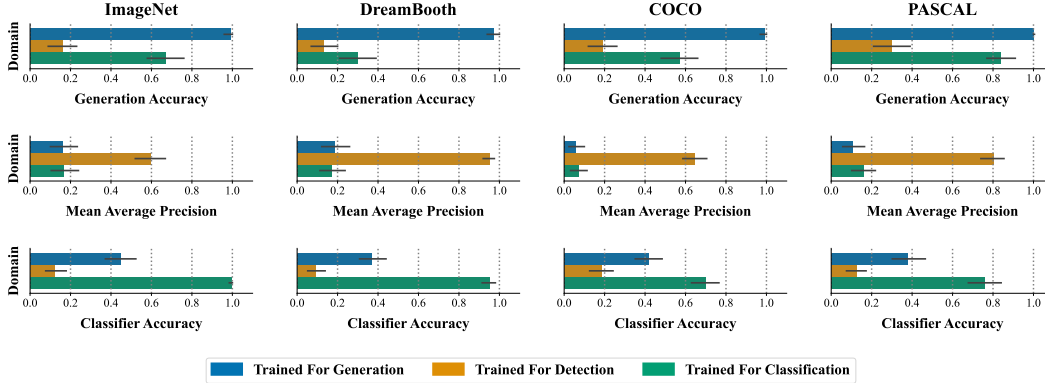 ImageNet DreamBooth COCO PASCAL
Domain
0.0 0.2 0.4 0.6 0.8 1.0 0.0 0.2 0.4 0.6 0.8 1.0 0.0 0.2 0.4 0.6 0.8 1.0 0.2 0.4 0.6 0.8 1.0
Generation Accuracy Generation Accuracy Generation Accuracy Generation Accuracy
Domain
0.0 0.2 0.4 0.6 0.8 1.0 0.0 0.2 0.4 0.6 0.8 1.0 0.0 0.2 0.4 0.6 0.8 1.0 0.2 0.4 0.6 0.8 1.0
Mean Average Precision Mean Average Precision Mean Average Precision Mean Average Precision
Domain
0.0 0.2 0.4 0.6 0.8 1.0 0.0 0.2 0.4 0.6 0.8 1.0 0.0 0.2 0.4 0.6 0.8 1.0 0.2 0.4 0.6 0.8 1.0
Classifier Accuracy Classifier Accuracy Classifier Accuracy Classifier Accuracy
Trained For Generation Trained For Detection Trained For Classification